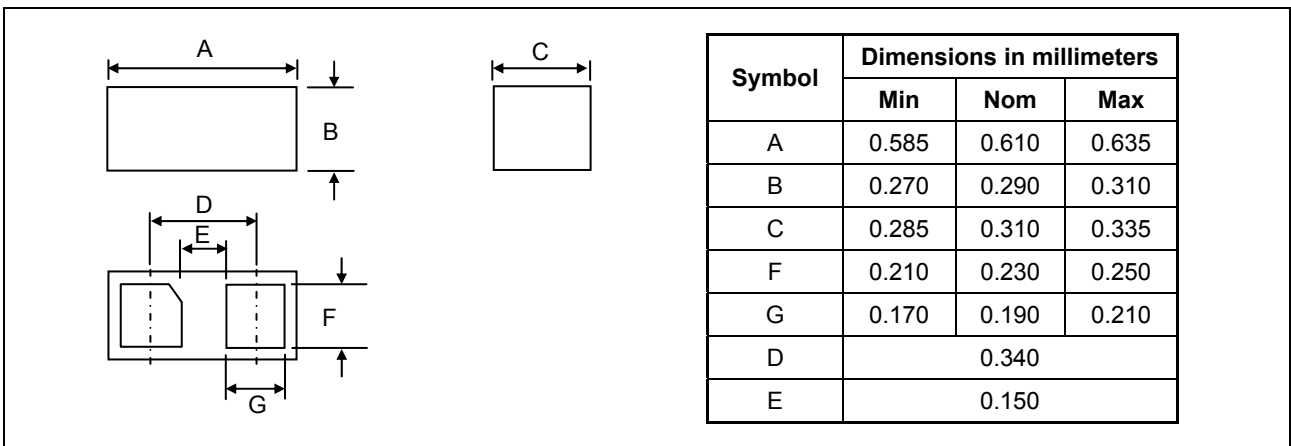 A
B
C
D
E
F
G
Symbol Dimensions in millimeters
Min Nom Max
A 0.585 0.610 0.635
B 0.270 0.290 0.310
C 0.285 0.310 0.335
F 0.210 0.230 0.250
G 0.170 0.190 0.210
D 0.340
E 0.150